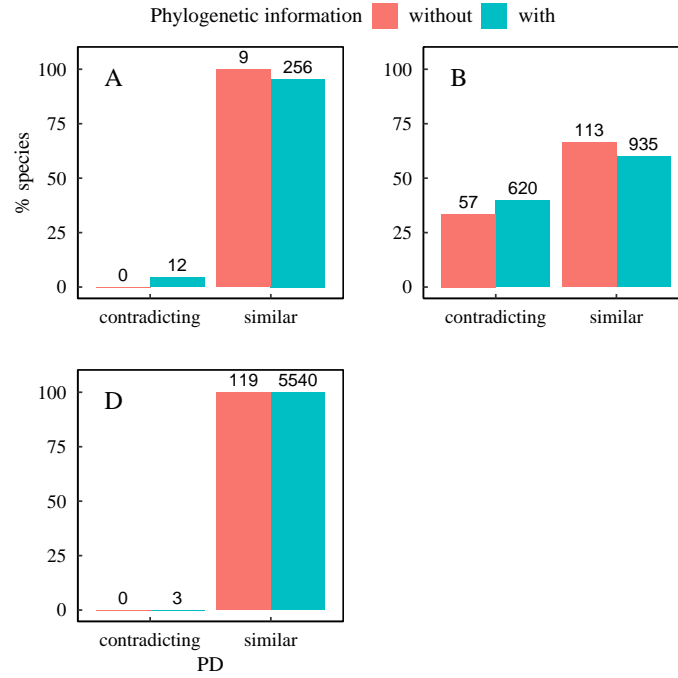 Phylogenetic information without with
A
9
256
100
75
50
25
0
0
12
contradicting similar
% species
B
113
935
57
620
100
75
50
25
0
contradicting similar
D
119 5540
100
75
50
25
0
0 3
contradicting similar
PD